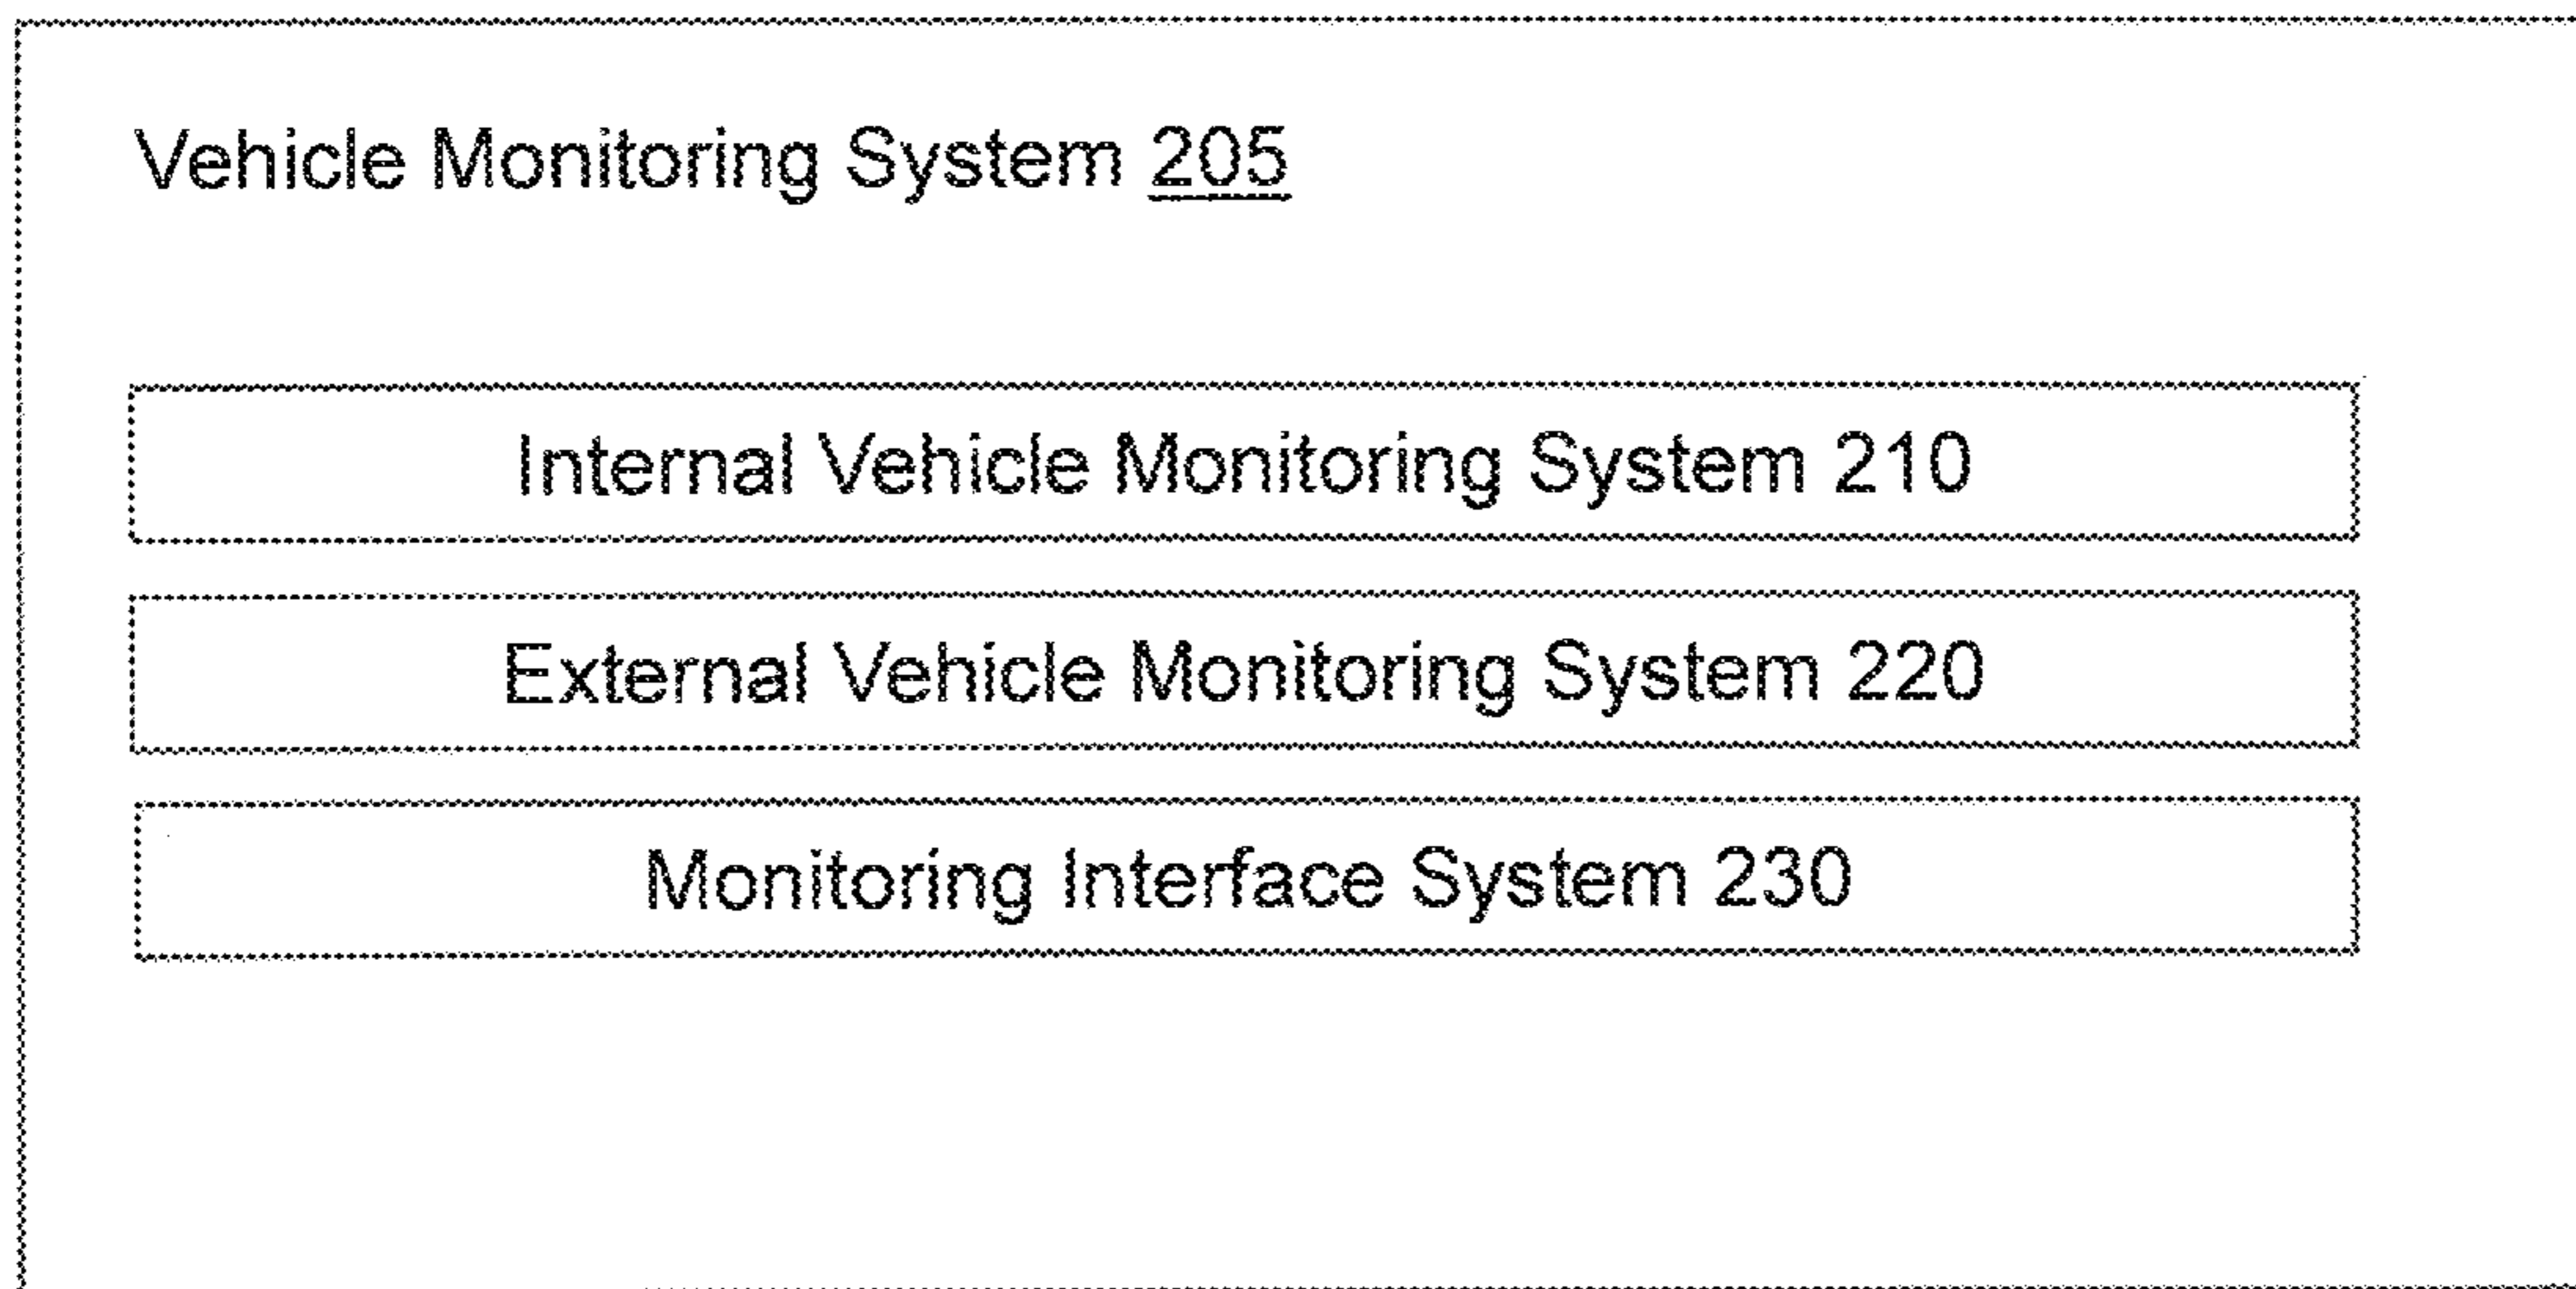 Vehicle Monitoring System 205
Internal Vehicle Monitoring System 210
External Vehicle Monitoring System 220
Monitoring Interface System 230